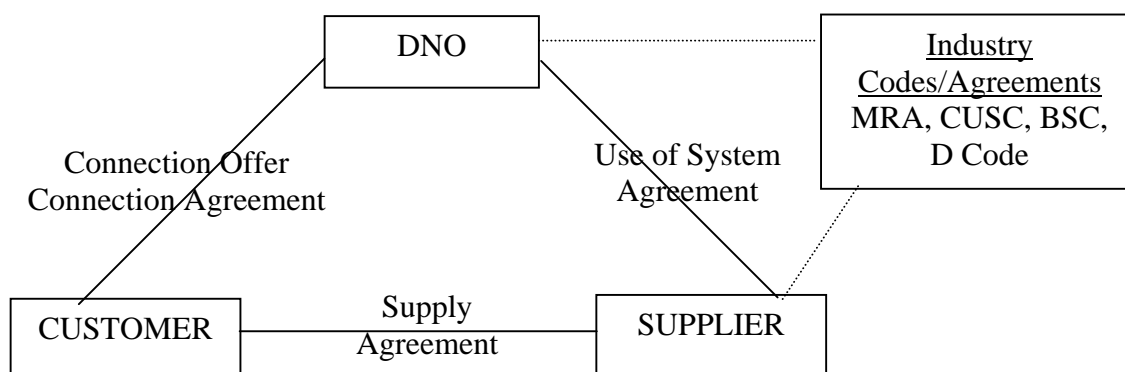 DNO
Industry
Codes/Agreements
MRA, CUSC, BSC,
D Code
Connection Offer
Connection Agreement
Use of System
Agreement
CUSTOMER
Supply
Agreement
SUPPLIER